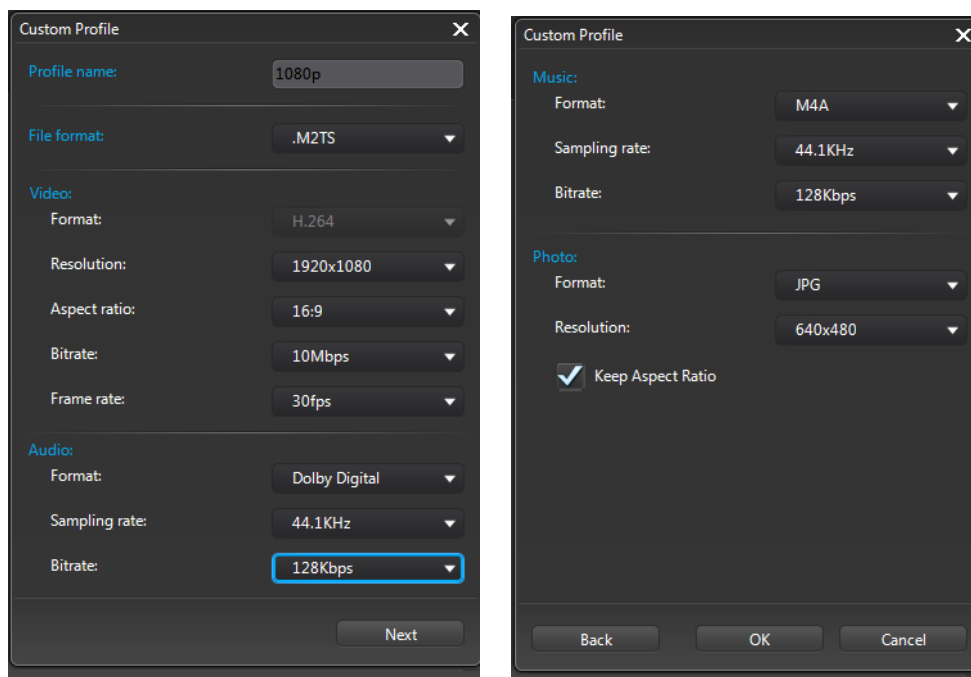 Custom Profile
Profile name: 1080p
File format: .M2TS
Video:
Format: H.264
Resolution: 1920x1080
Aspect ratio: 16:9
Bitrate: 10Mbps
Frame rate: 30fps
Audio:
Format: Dolby Digital
Sampling rate: 44.1KHz
Bitrate: 128Kbps
Next
Custom Profile
Music:
Format: M4A
Sampling rate: 44.1KHz
Bitrate: 128Kbps
Photo:
Format: JPG
Resolution: 640x480
Keep Aspect Ratio
Back OK Cancel